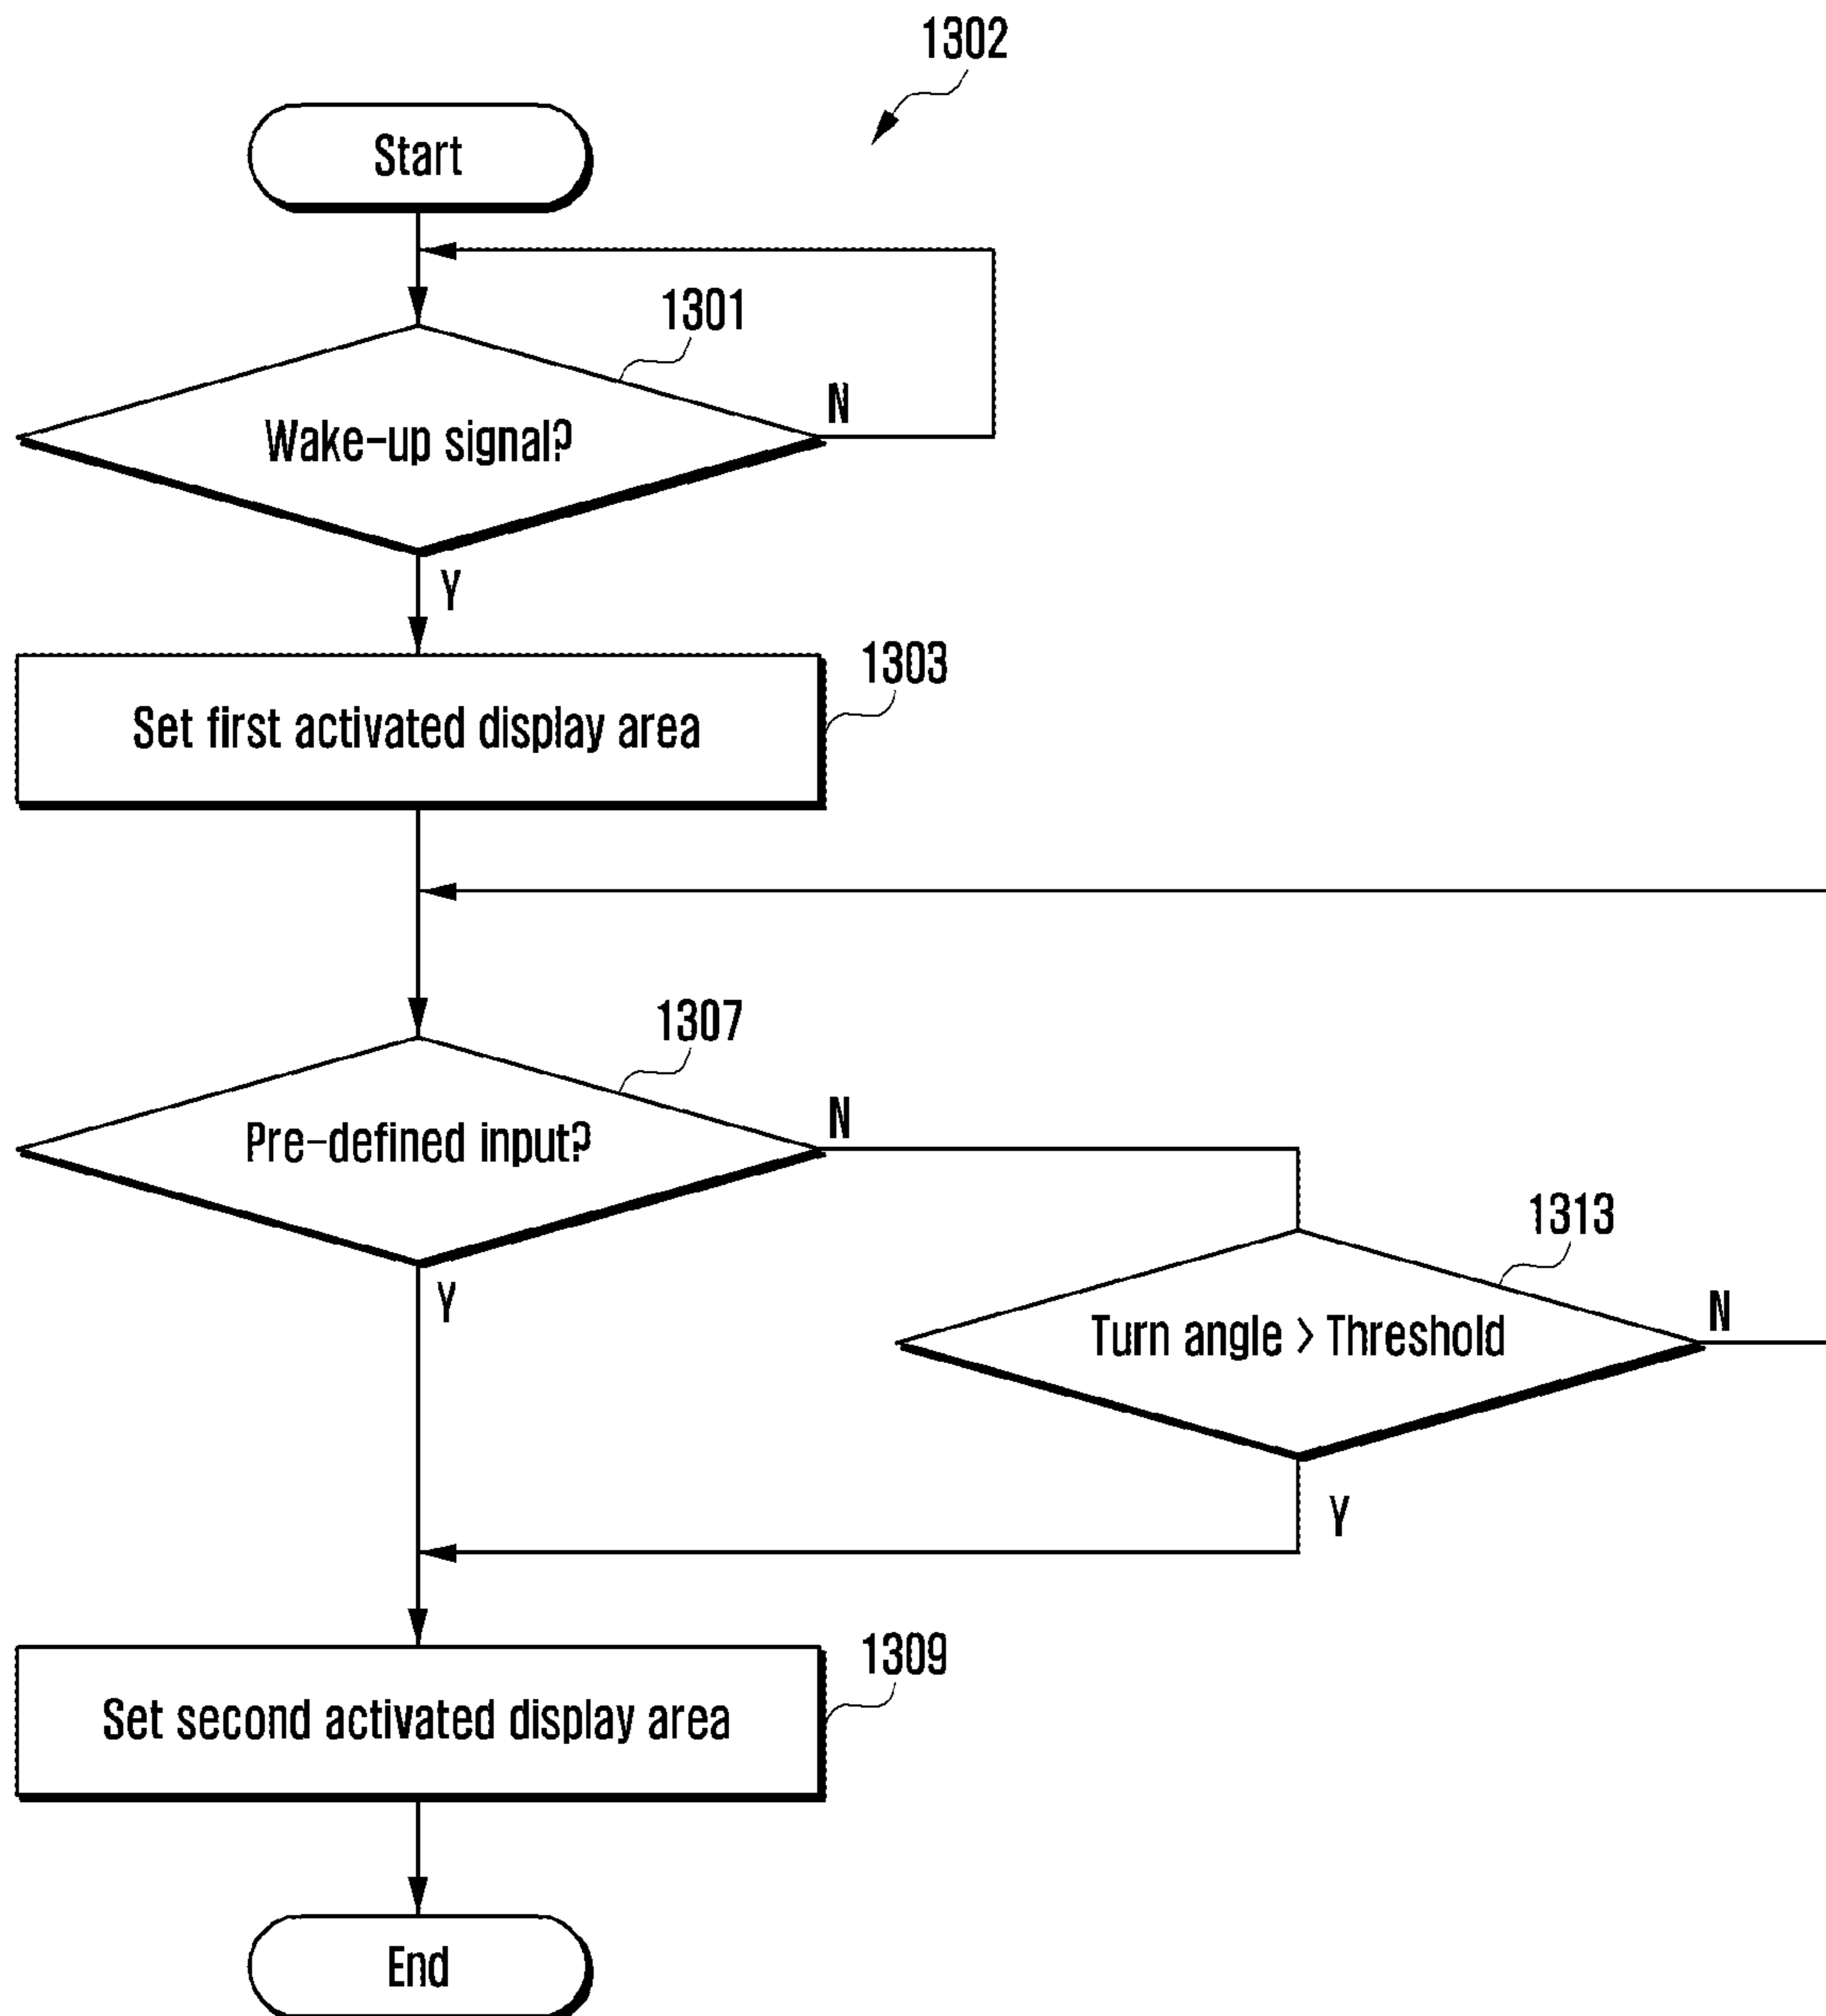 1302
Start
1301
N
Wake-up signal?
Y
1303
Set first activated display area
1307
N
Pre-defined input?
Y
1313
N
Turn angle > Threshold
Y
1309
Set second activated display area
End